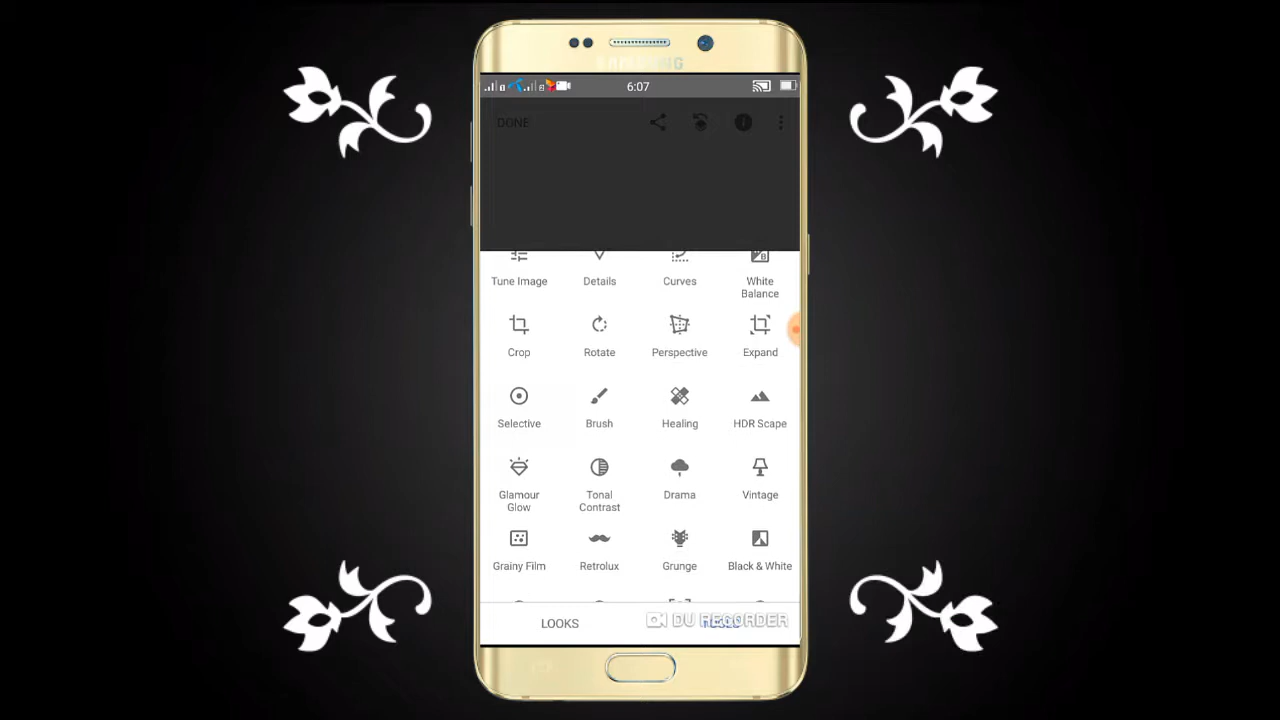 SAMSUNG
6:07
DONE
Tune Image Details Curves White Balance
Crop Rotate Perspective Expand
Selective Brush Healing HDR Scape
Glamour Glow Tonal Contrast Drama Vintage
Grainy Film Retrolux Grunge Black & White
LOOKS
DU RECORDER